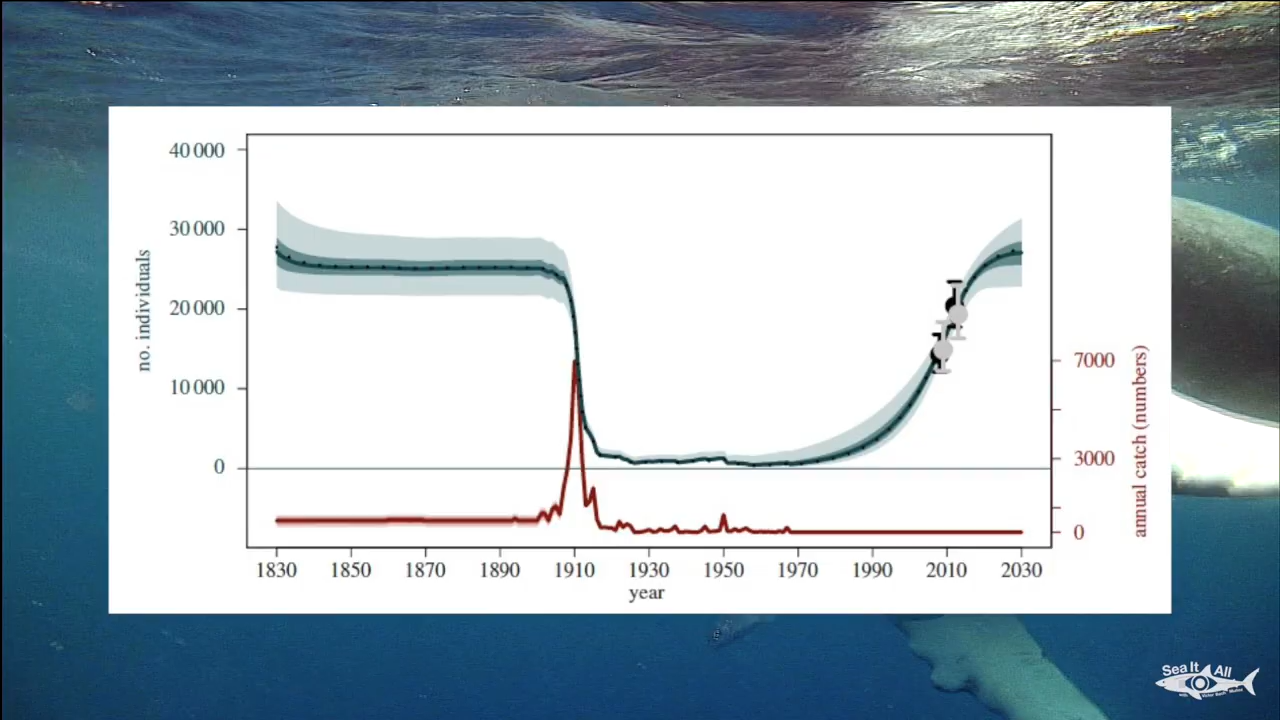 40 000
30 000
20 000
10 000
0
no. individuals
7000
3000
0
annual catch (numbers)
1830 1850 1870 1890 1910 1930 1950 1970 1990 2010 2030
year
Sea It All